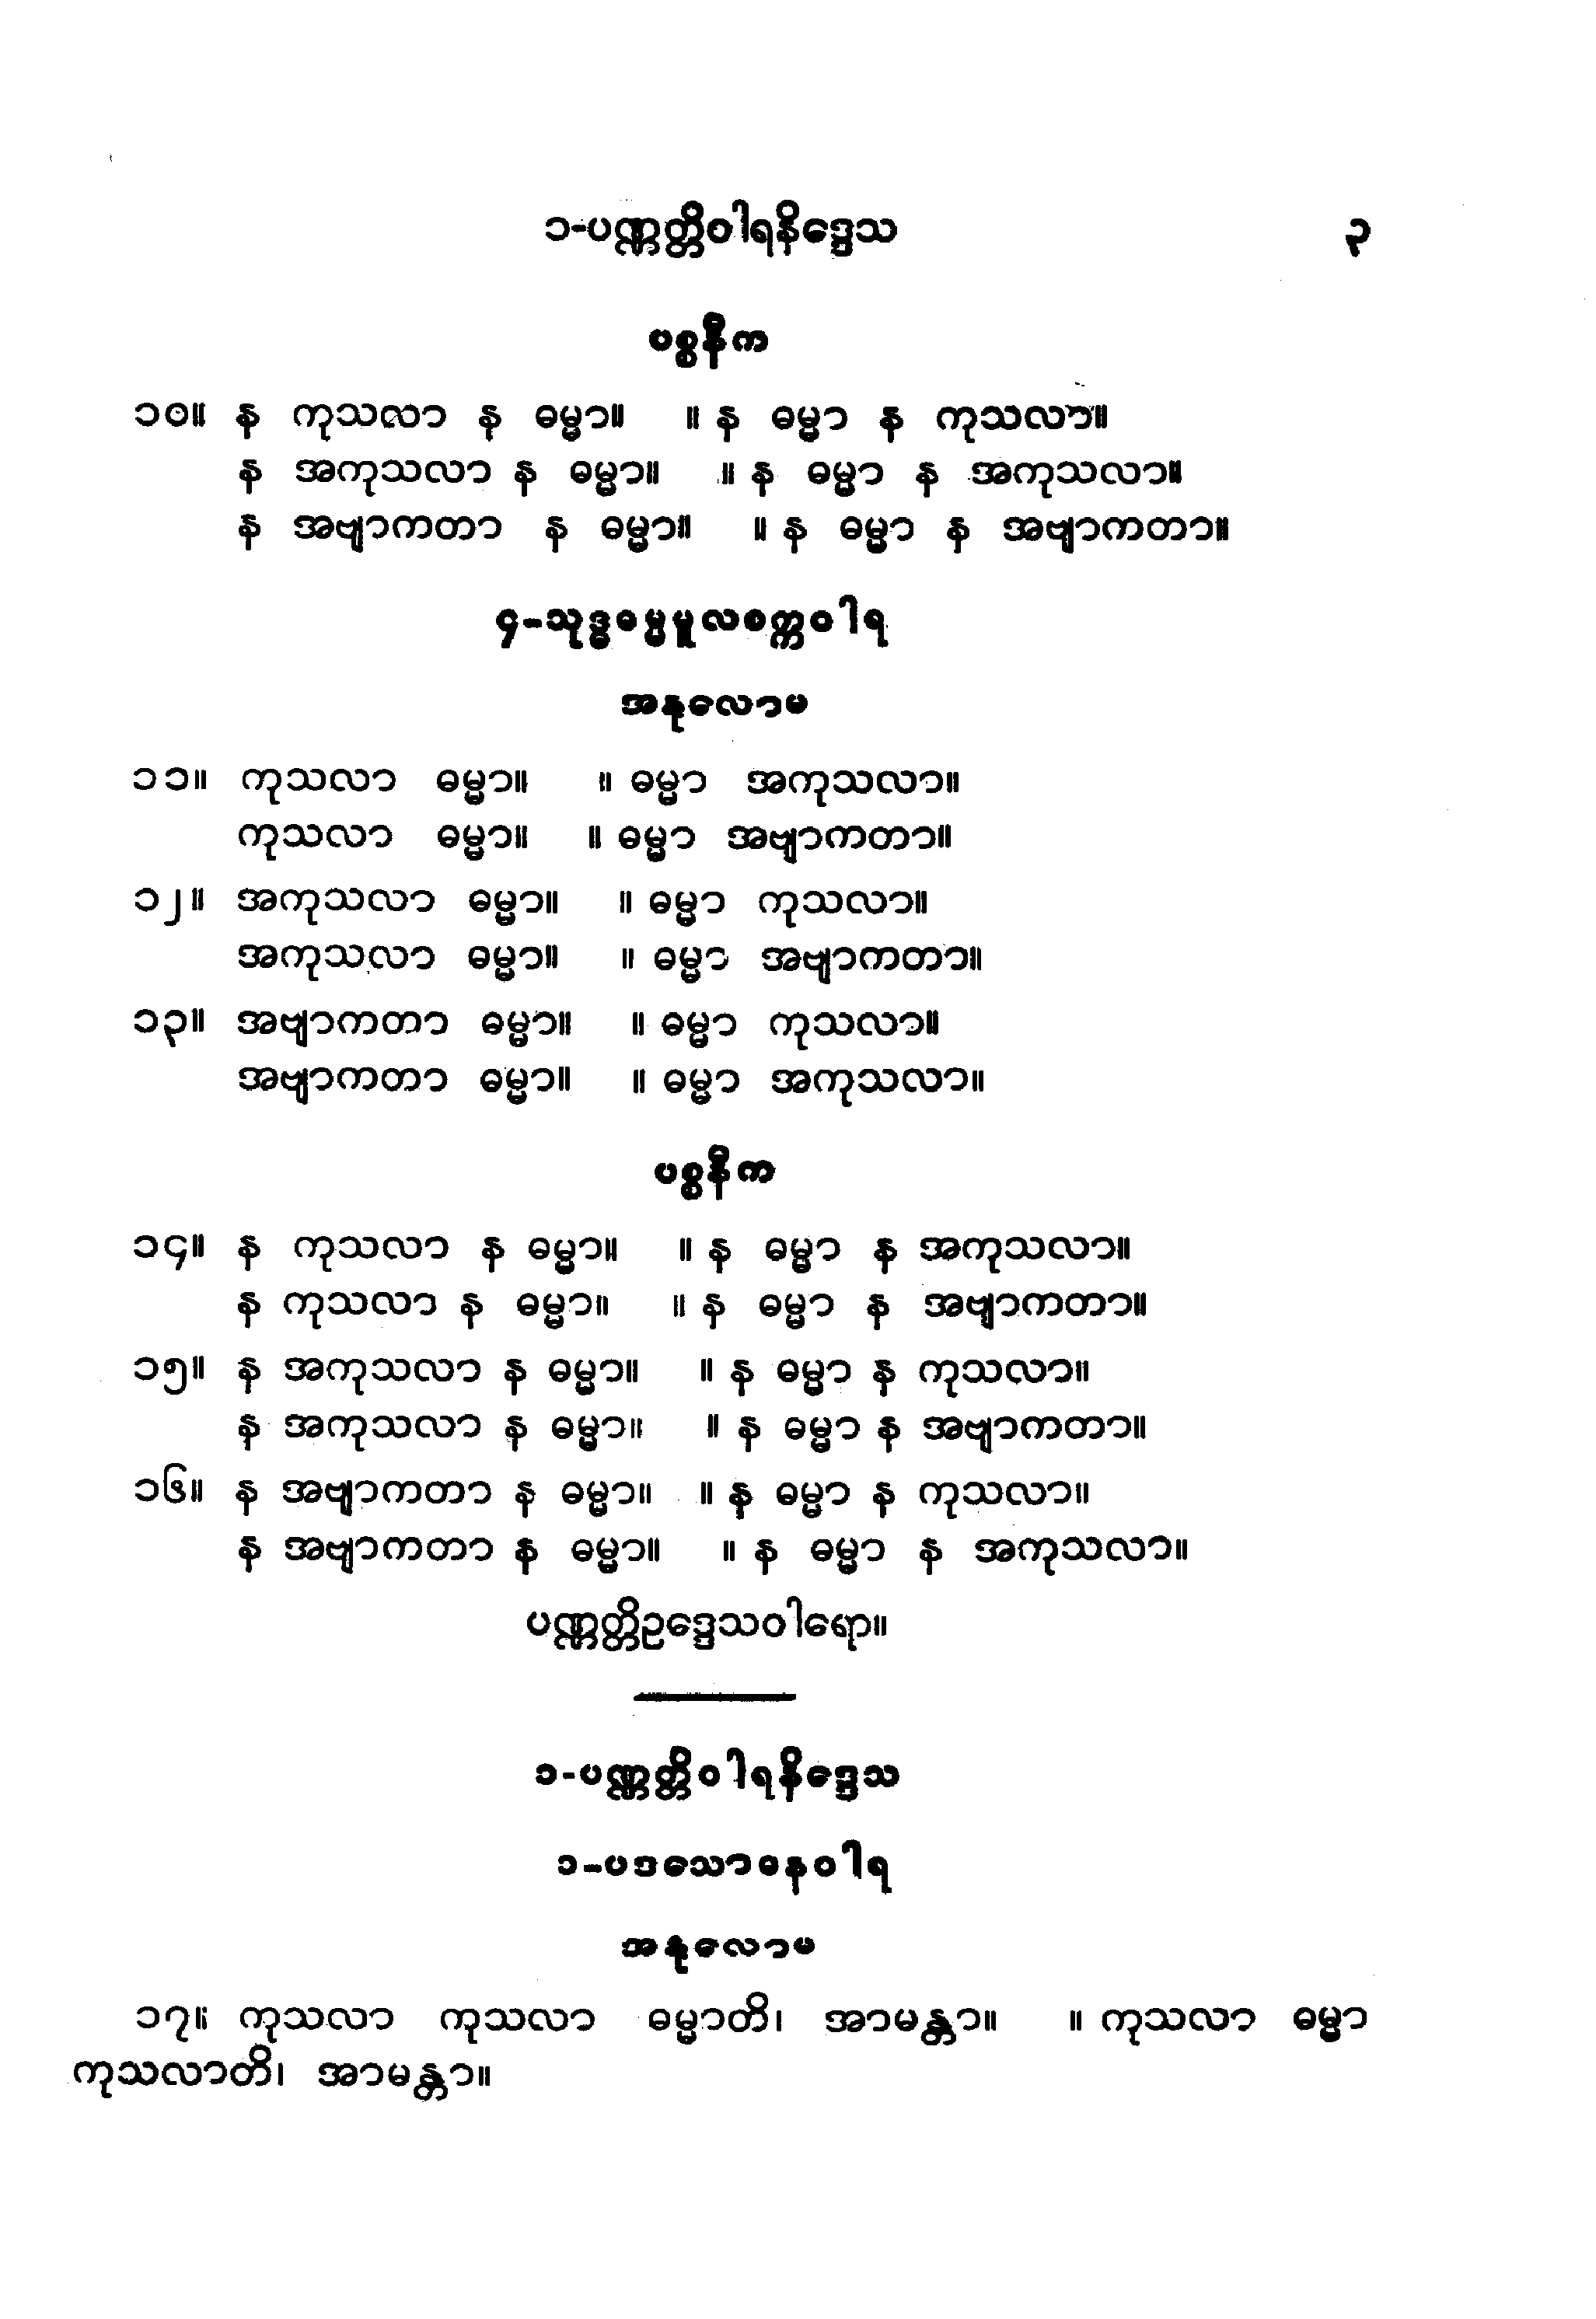 ၁-ပဏ္ဏတ္တိဝါရနိဒ္ဒေသ ၃
ပစ္စနီက
၁၀။ န ကုသလာ န ဓမ္မာ။ ။ န ဓမ္မာ န ကုသလာ။
န အကုသလာ န ဓမ္မာ။ ။ န ဓမ္မာ န အကုသလာ။
န အဗျာကတာ န ဓမ္မာ။ ။ န ဓမ္မာ န အဗျာကတာ။
၄-သုဒ္ဓဓမ္မမူလစက္ကဝါရ
အနုလောမ
၁၁။ ကုသလာ ဓမ္မာ။ ။ ဓမ္မာ အကုသလာ။
ကုသလာ ဓမ္မာ။ ။ ဓမ္မာ အဗျာကတာ။
၁၂။ အကုသလာ ဓမ္မာ။ ။ ဓမ္မာ ကုသလာ။
အကုသလာ ဓမ္မာ။ ။ ဓမ္မာ အဗျာကတာ။
၁၃။ အဗျာကတာ ဓမ္မာ။ ။ ဓမ္မာ ကုသလာ။
အဗျာကတာ ဓမ္မာ။ ။ ဓမ္မာ အကုသလာ။
ပစ္စနီက
၁၄။ န ကုသလာ န ဓမ္မာ။ ။ န ဓမ္မာ န အကုသလာ။
န ကုသလာ န ဓမ္မာ။ ။ န ဓမ္မာ န အဗျာကတာ။
၁၅။ န အကုသလာ န ဓမ္မာ။ ။ န ဓမ္မာ န ကုသလာ။
န အကုသလာ န ဓမ္မာ။ ။ န ဓမ္မာ န အဗျာကတာ။
၁၆။ န အဗျာကတာ န ဓမ္မာ။ ။ န ဓမ္မာ န ကုသလာ။
န အဗျာကတာ န ဓမ္မာ။ ။ န ဓမ္မာ န အကုသလာ။
ပဏ္ဏတ္တိဥဒ္ဒေသဝါရော။
၁-ပဏ္ဏတ္တိဝါရနိဒ္ဒေသ
၁-ပဒသောဓနဝါရ
အနုလောမ
၁၇။ ကုသလာ ကုသလာ ဓမ္မာတိ၊ အာမန္တာ။ ။ ကုသလာ ဓမ္မာ
ကုသလာတိ၊ အာမန္တာ။